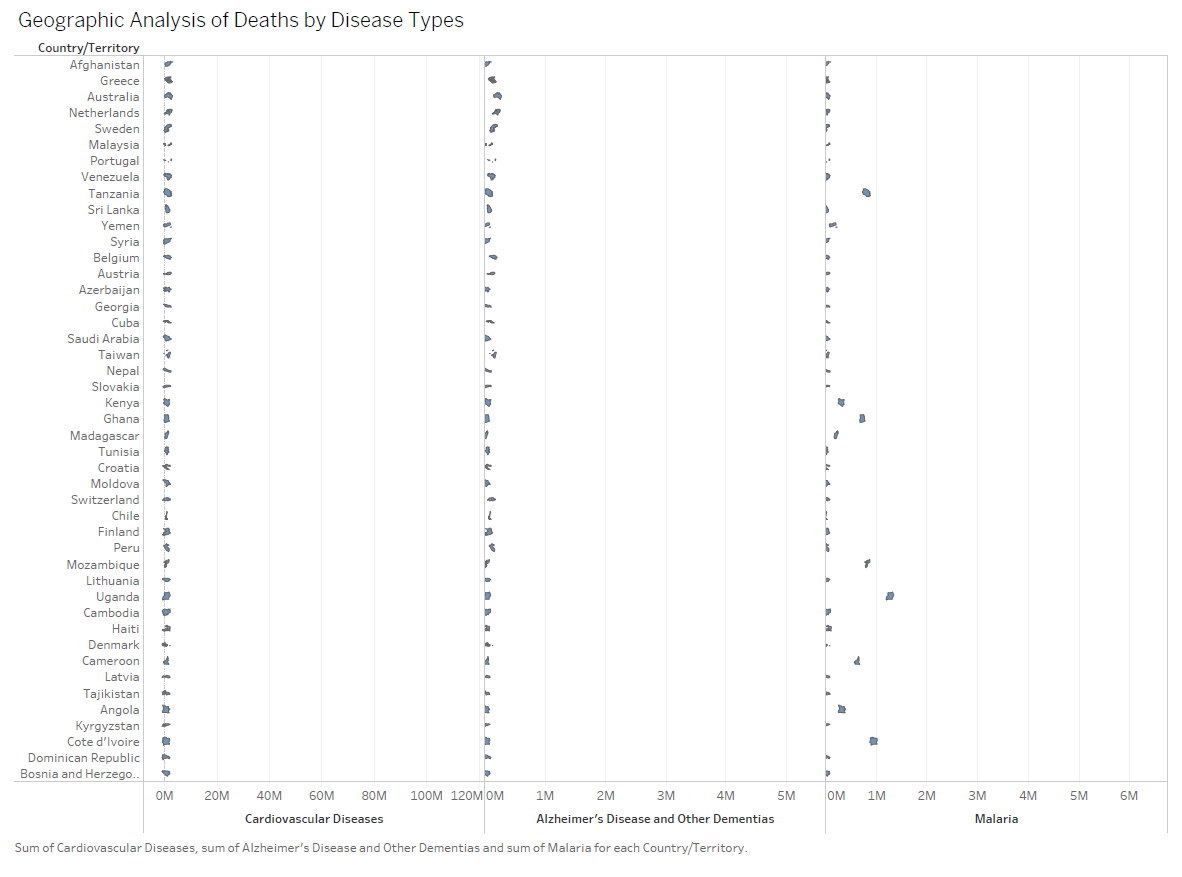 Geographic Analysis of Deaths by Disease Types
Country/Territory
Afghanistan
Greece
Australia
Netherlands
Sweden
Malaysia
Portugal
Venezuela
Tanzania
Sri Lanka
Yemen
Syria
Belgium
Austria
Azerbaijan
Georgia
Cuba
Saudi Arabia
Taiwan
Nepal
Slovakia
Kenya
Ghana
Madagascar
Tunisia
Croatia
Moldova
Switzerland
Chile
Finland
Peru
Mozambique
Lithuania
Uganda
Cambodia
Haiti
Denmark
Cameroon
Latvia
Tajikistan
Angola
Kyrgyzstan
Cote d'Ivoire
Dominican Republic
Bosnia and Herzego..
0M 20M 40M 60M 80M 100M 120M 0M 1M 2M 3M 4M 5M 0M 1M 2M 3M 4M 5M 6M
Cardiovascular Diseases Alzheimer's Disease and Other Dementias Malaria
Sum of Cardiovascular Diseases, sum of Alzheimer's Disease and Other Dementias and sum of Malaria for each Country/Territory.